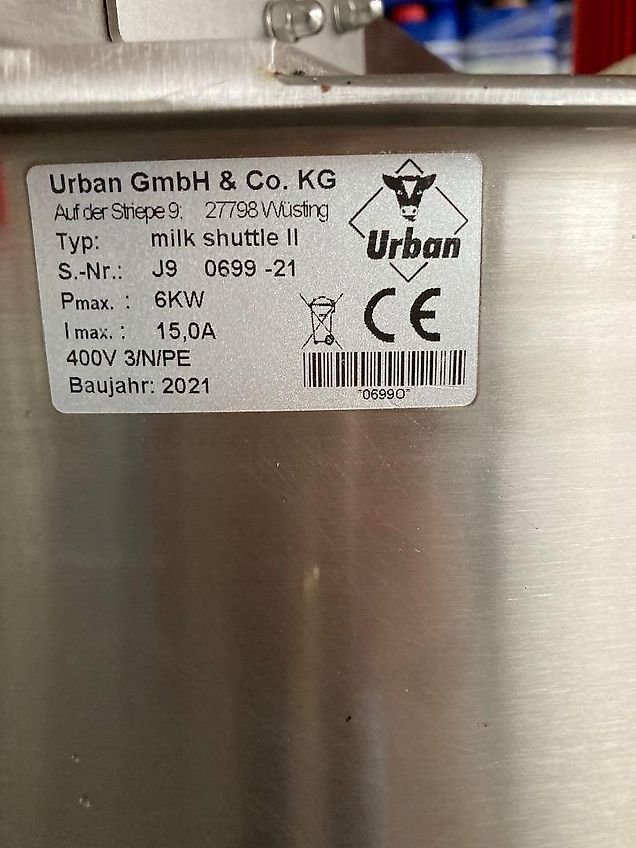 Urban GmbH & Co. KG
Auf der Striepe 9; 27798 Wüsting
Typ: milk shuttle II
S.-Nr.: J9 0699 -21
Pmax. : 6KW
I max. : 15,0A
400V 3/N/PE
Baujahr: 2021
Urban
CE
*0699O*